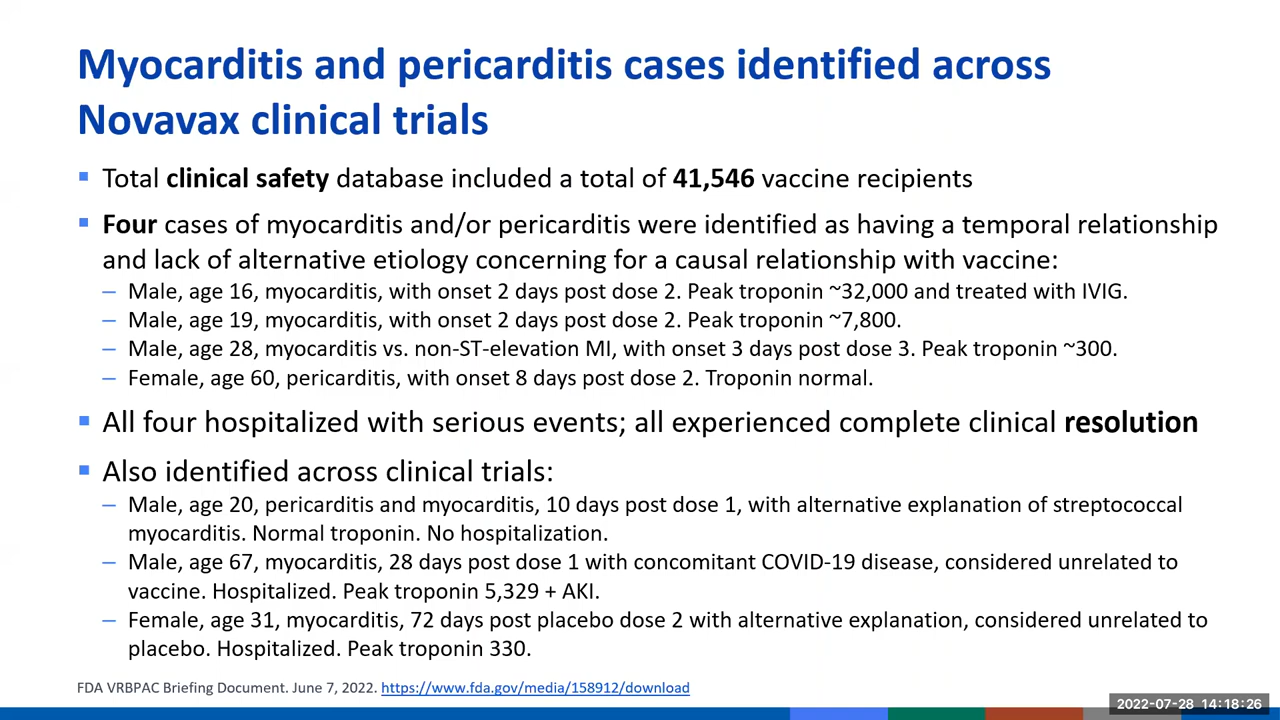 Myocarditis and pericarditis cases identified across
Novavax clinical trials
▪ Total clinical safety database included a total of 41,546 vaccine recipients
▪ Four cases of myocarditis and/or pericarditis were identified as having a temporal relationship
and lack of alternative etiology concerning for a causal relationship with vaccine:
– Male, age 16, myocarditis, with onset 2 days post dose 2. Peak troponin ~32,000 and treated with IVIG.
– Male, age 19, myocarditis, with onset 2 days post dose 2. Peak troponin ~7,800.
– Male, age 28, myocarditis vs. non-ST-elevation MI, with onset 3 days post dose 3. Peak troponin ~300.
– Female, age 60, pericarditis, with onset 8 days post dose 2. Troponin normal.
▪ All four hospitalized with serious events; all experienced complete clinical resolution
▪ Also identified across clinical trials:
– Male, age 20, pericarditis and myocarditis, 10 days post dose 1, with alternative explanation of streptococcal
myocarditis. Normal troponin. No hospitalization.
– Male, age 67, myocarditis, 28 days post dose 1 with concomitant COVID-19 disease, considered unrelated to
vaccine. Hospitalized. Peak troponin 5,329 + AKI.
– Female, age 31, myocarditis, 72 days post placebo dose 2 with alternative explanation, considered unrelated to
placebo. Hospitalized. Peak troponin 330.
FDA VRBPAC Briefing Document. June 7, 2022. https://www.fda.gov/media/158912/download
2022-07-28 14:18:26